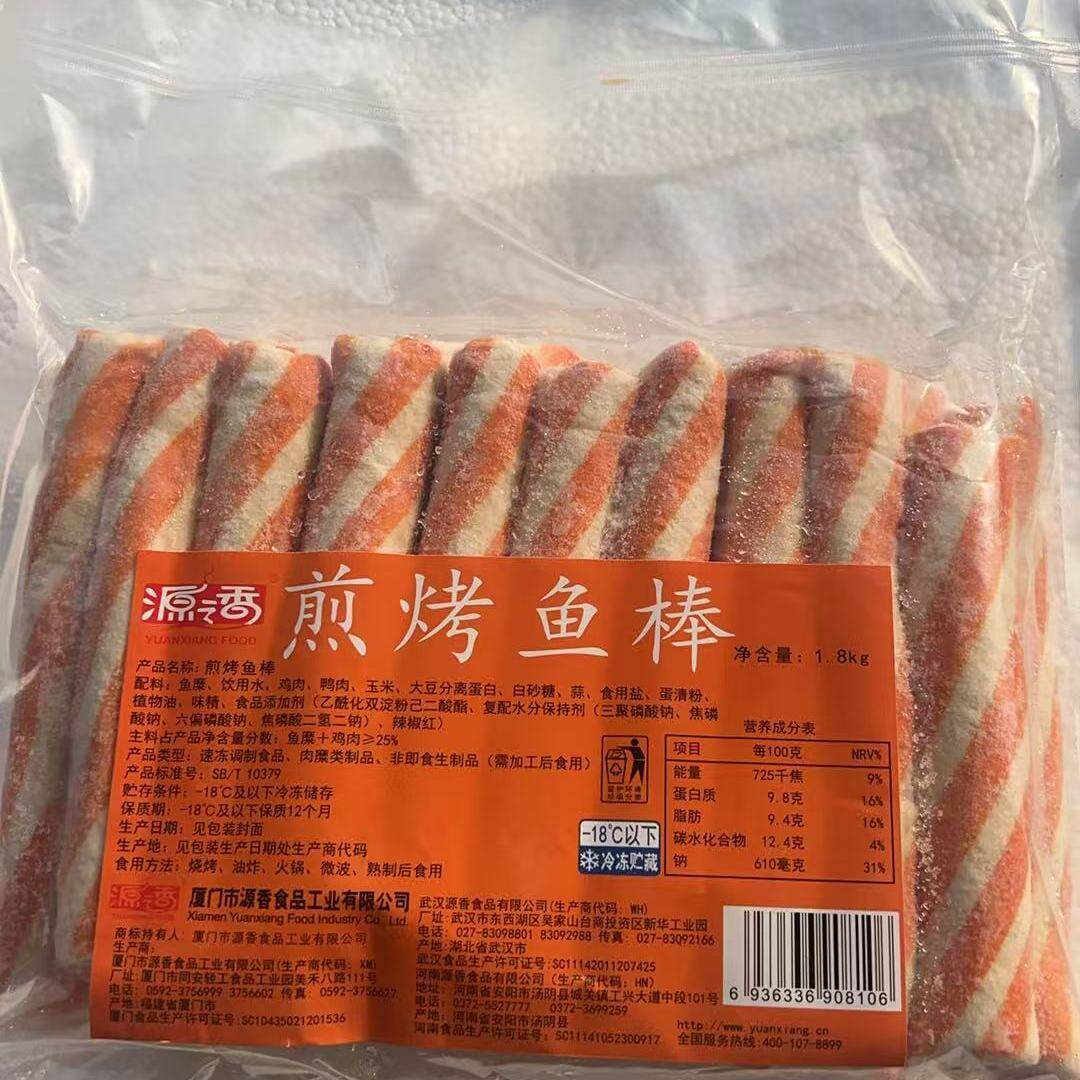 源之香
YUANXIANG FOOD
煎烤鱼棒
净含量：1.8kg
产品名称：煎烤鱼棒
配料：鱼糜、饮用水、鸡肉、鸭肉、玉米、大豆分离蛋白、白砂糖、蒜、食用盐、蛋清粉、
植物油、味精、食品添加剂（乙酰化双淀粉己二酸酯、复配水分保持剂（三聚磷酸钠、焦磷
酸钠、六偏磷酸钠、焦磷酸二氢二钠）、辣椒红）
主料占产品净含量分数：鱼糜＋鸡肉≥25%
产品类型：速冻调制食品、肉糜类制品、非即食生制品（需加工后食用）
产品标准号：SB/T 10379
贮存条件：-18℃及以下冷冻储存
保质期：-18℃及以下保质12个月
生产日期：见包装封面
生产地：见包装生产日期处生产商代码
食用方法：烧烤、油炸、火锅、微波、熟制后食用
-18℃以下
冷冻贮藏
营养成分表
项目 每100克 NRV%
能量 725千焦 9%
蛋白质 9.8克 16%
脂肪 9.4克 16%
碳水化合物 12.4克 4%
钠 610毫克 31%
源之香
厦门市源香食品工业有限公司
Xiamen Yuanxiang Food Industry Co., Ltd.
商标持有人：厦门市源香食品工业有限公司
生产商：
厦门市源香食品工业有限公司(生产商代码：XM)
厂址:厦门市同安轻工食品工业园美禾八路111号
电话：0592-3756999 3756602 传真：0592-3756677
产地:福建省厦门市
厦门食品生产许可证号:SC10435021201536
武汉源香食品有限公司(生产商代码：WH)
厂址：武汉市东西湖区吴家山台商投资区新华工业园
电话：027-83098801 83092988 传真：027-83092166
产地:湖北省武汉市
武汉食品生产许可证号:SC11142011207425
河南源香食品有限公司（生产商代码：HN）
地址：河南省安阳市汤阴县城关镇工兴大道中段101号
电话：0372-5527777 0372-3699259
产地：河南省安阳市汤阴县
河南食品生产许可证号：SC11141052300917
6 936336 908106
http://www.yuanxiang.cn
全国服务热线:400-107-8899